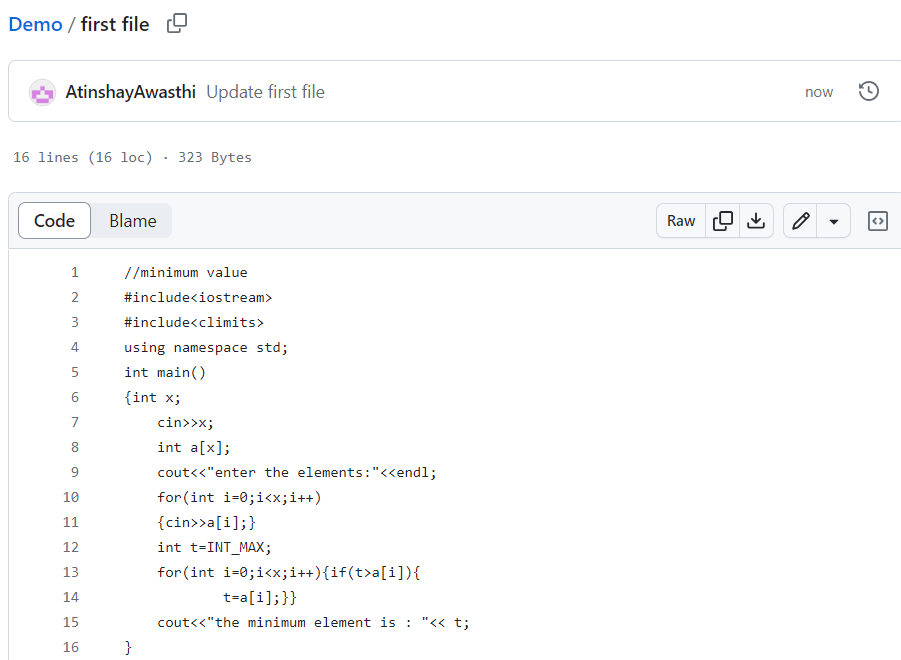 Demo / first file
AtinshayAwasthi Update first file now
16 lines (16 loc) · 323 Bytes
Code Blame Raw
1 //minimum value
2 #include<iostream>
3 #include<climits>
4 using namespace std;
5 int main()
6 {int x;
7     cin>>x;
8     int a[x];
9     cout<<"enter the elements:"<<endl;
10     for(int i=0;i<x;i++)
11     {cin>>a[i];}
12     int t=INT_MAX;
13     for(int i=0;i<x;i++){if(t>a[i]){
14             t=a[i];}}
15     cout<<"the minimum element is : "<< t;
16 }